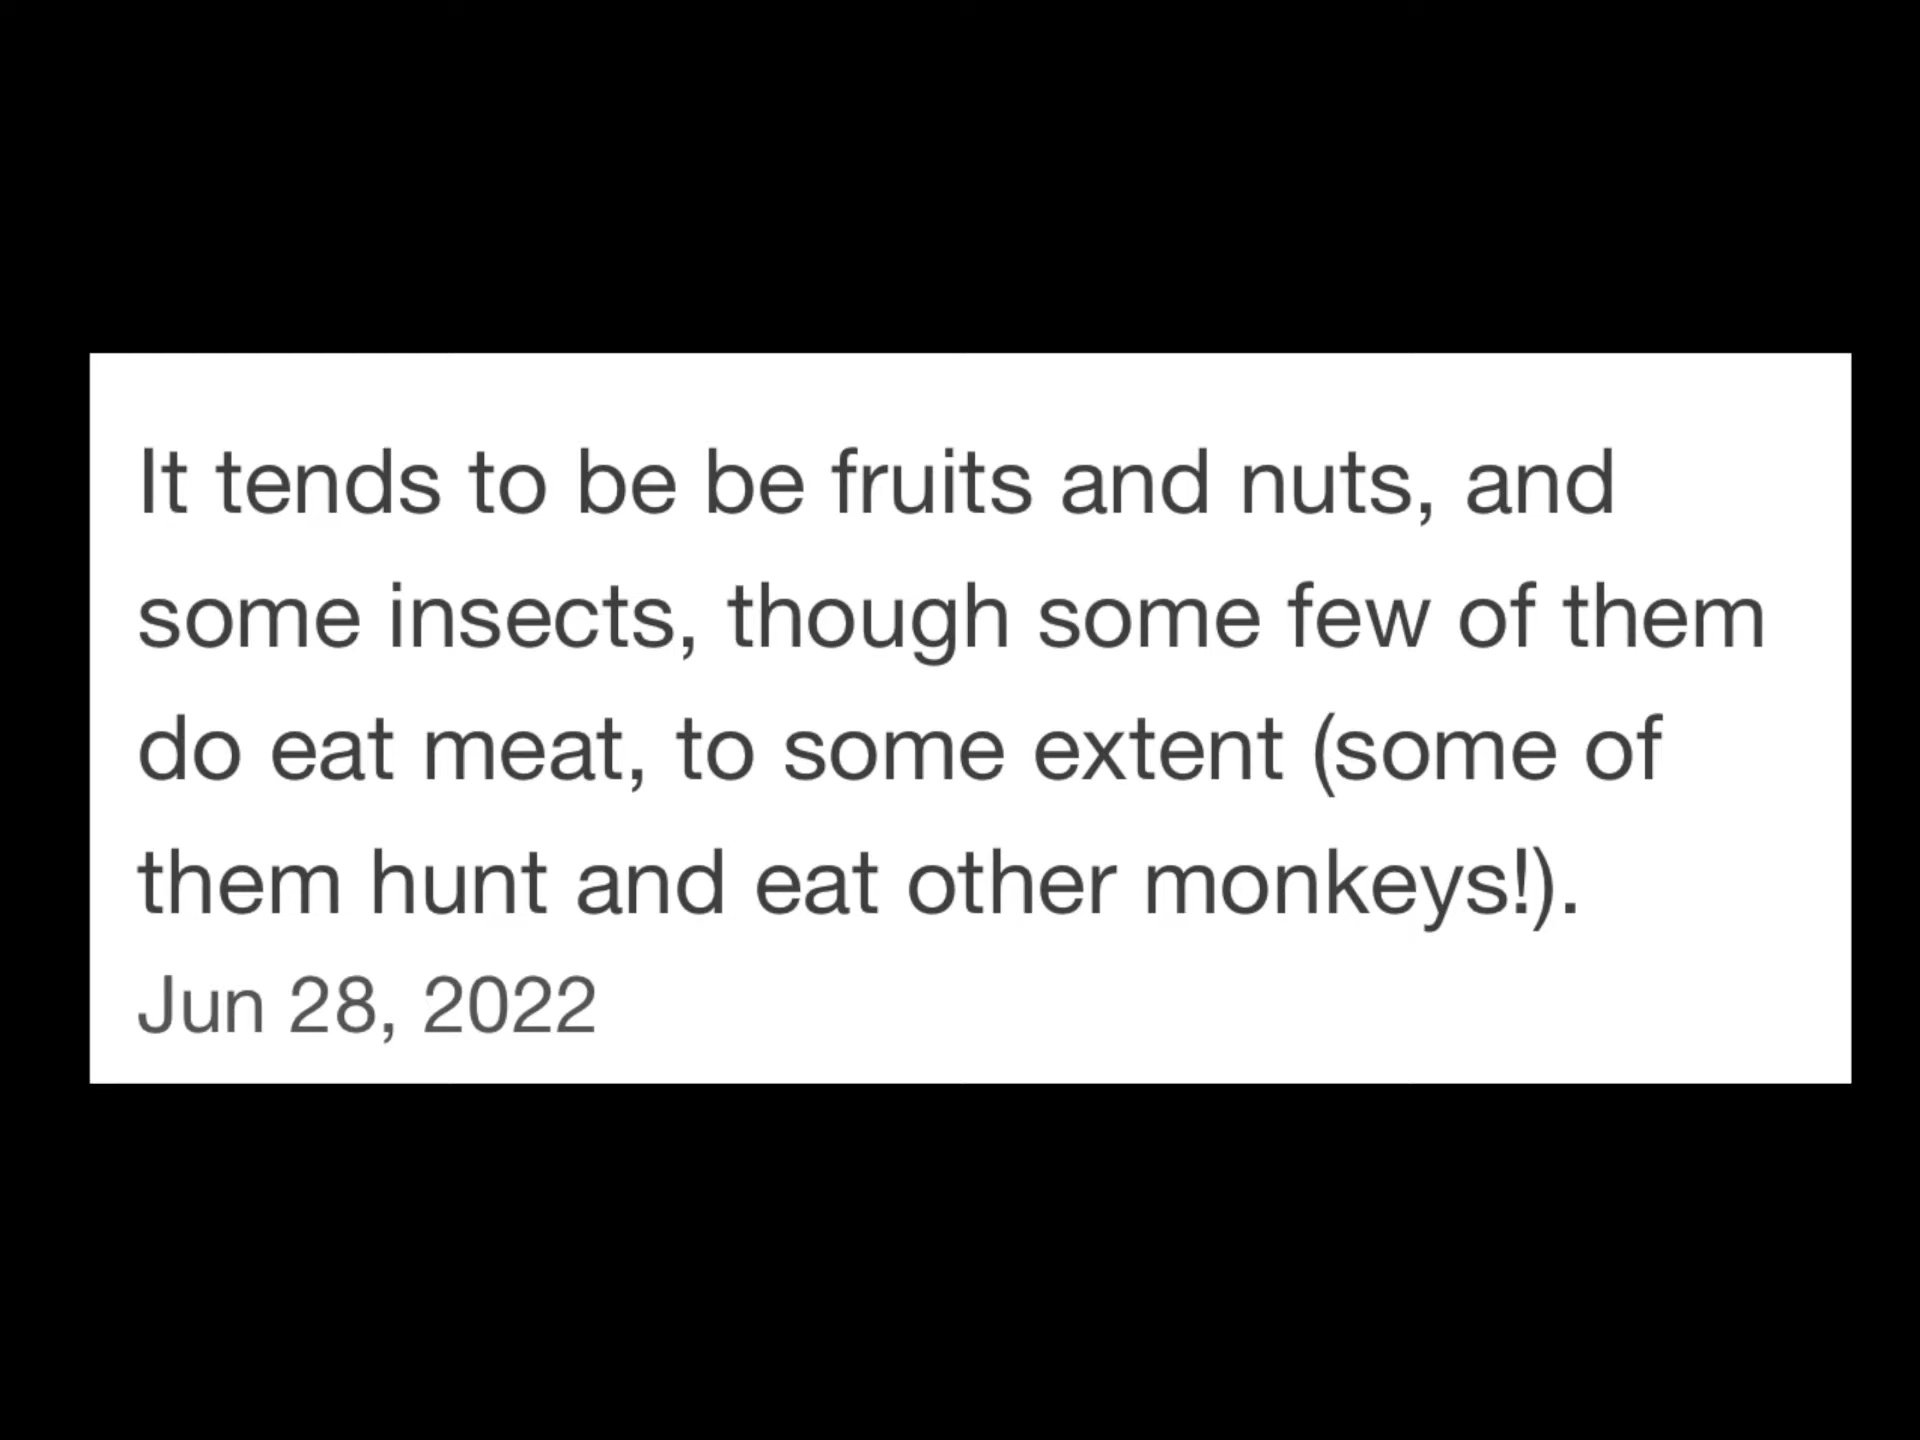 It tends to be be fruits and nuts, and
some insects, though some few of them
do eat meat, to some extent (some of
them hunt and eat other monkeys!).
Jun 28, 2022